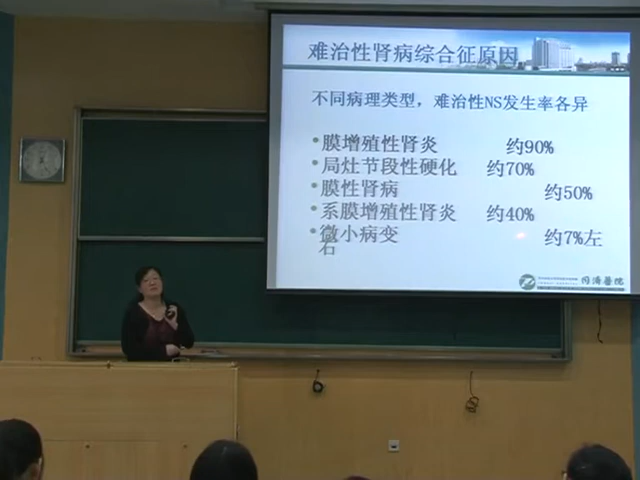 难治性肾病综合征原因
不同病理类型，难治性NS发生率各异
•膜增殖性肾炎 约90%
•局灶节段性硬化 约70%
•膜性肾病 约50%
•系膜增殖性肾炎 约40%
•微小病变 约7%左
右
同济医院